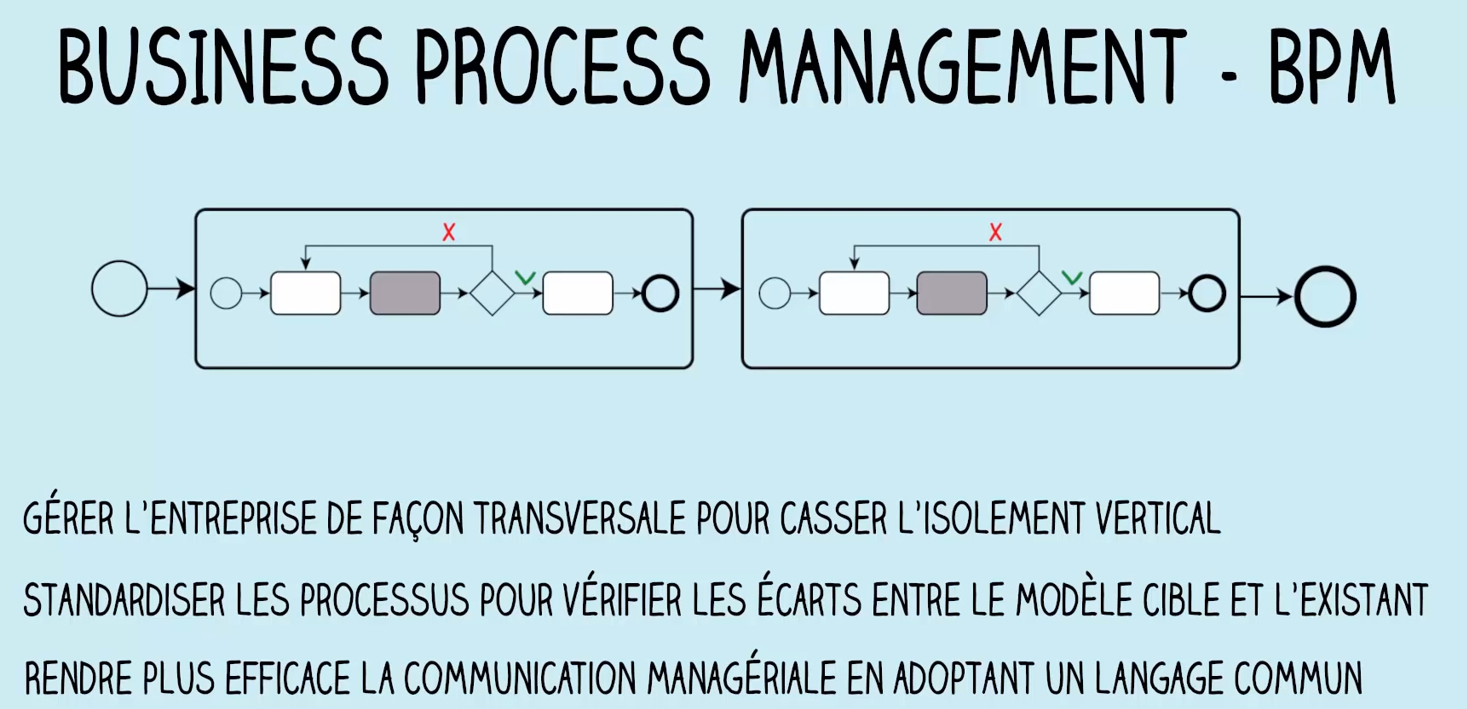 BUSINESS PROCESS MANAGEMENT - BPM
X
X
GÉRER L'ENTREPRISE DE FAÇON TRANSVERSALE POUR CASSER L'ISOLEMENT VERTICAL
STANDARDISER LES PROCESSUS POUR VÉRIFIER LES ÉCARTS ENTRE LE MODÈLE CIBLE ET L'EXISTANT
RENDRE PLUS EFFICACE LA COMMUNICATION MANAGÉRIALE EN ADOPTANT UN LANGAGE COMMUN